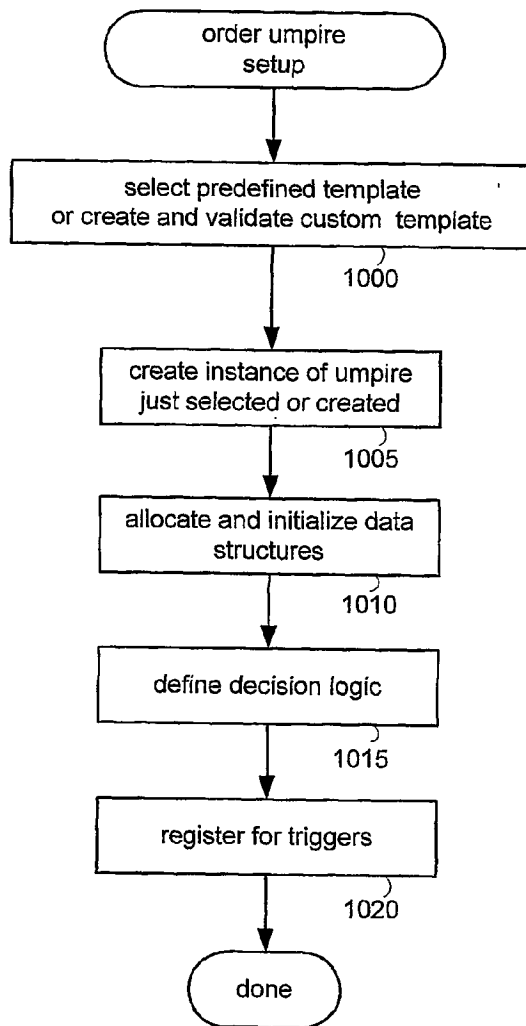 order umpire
setup
select predefined template
or create and validate custom template
1000
create instance of umpire
just selected or created
1005
allocate and initialize data
structures
1010
define decision logic
1015
register for triggers
1020
done